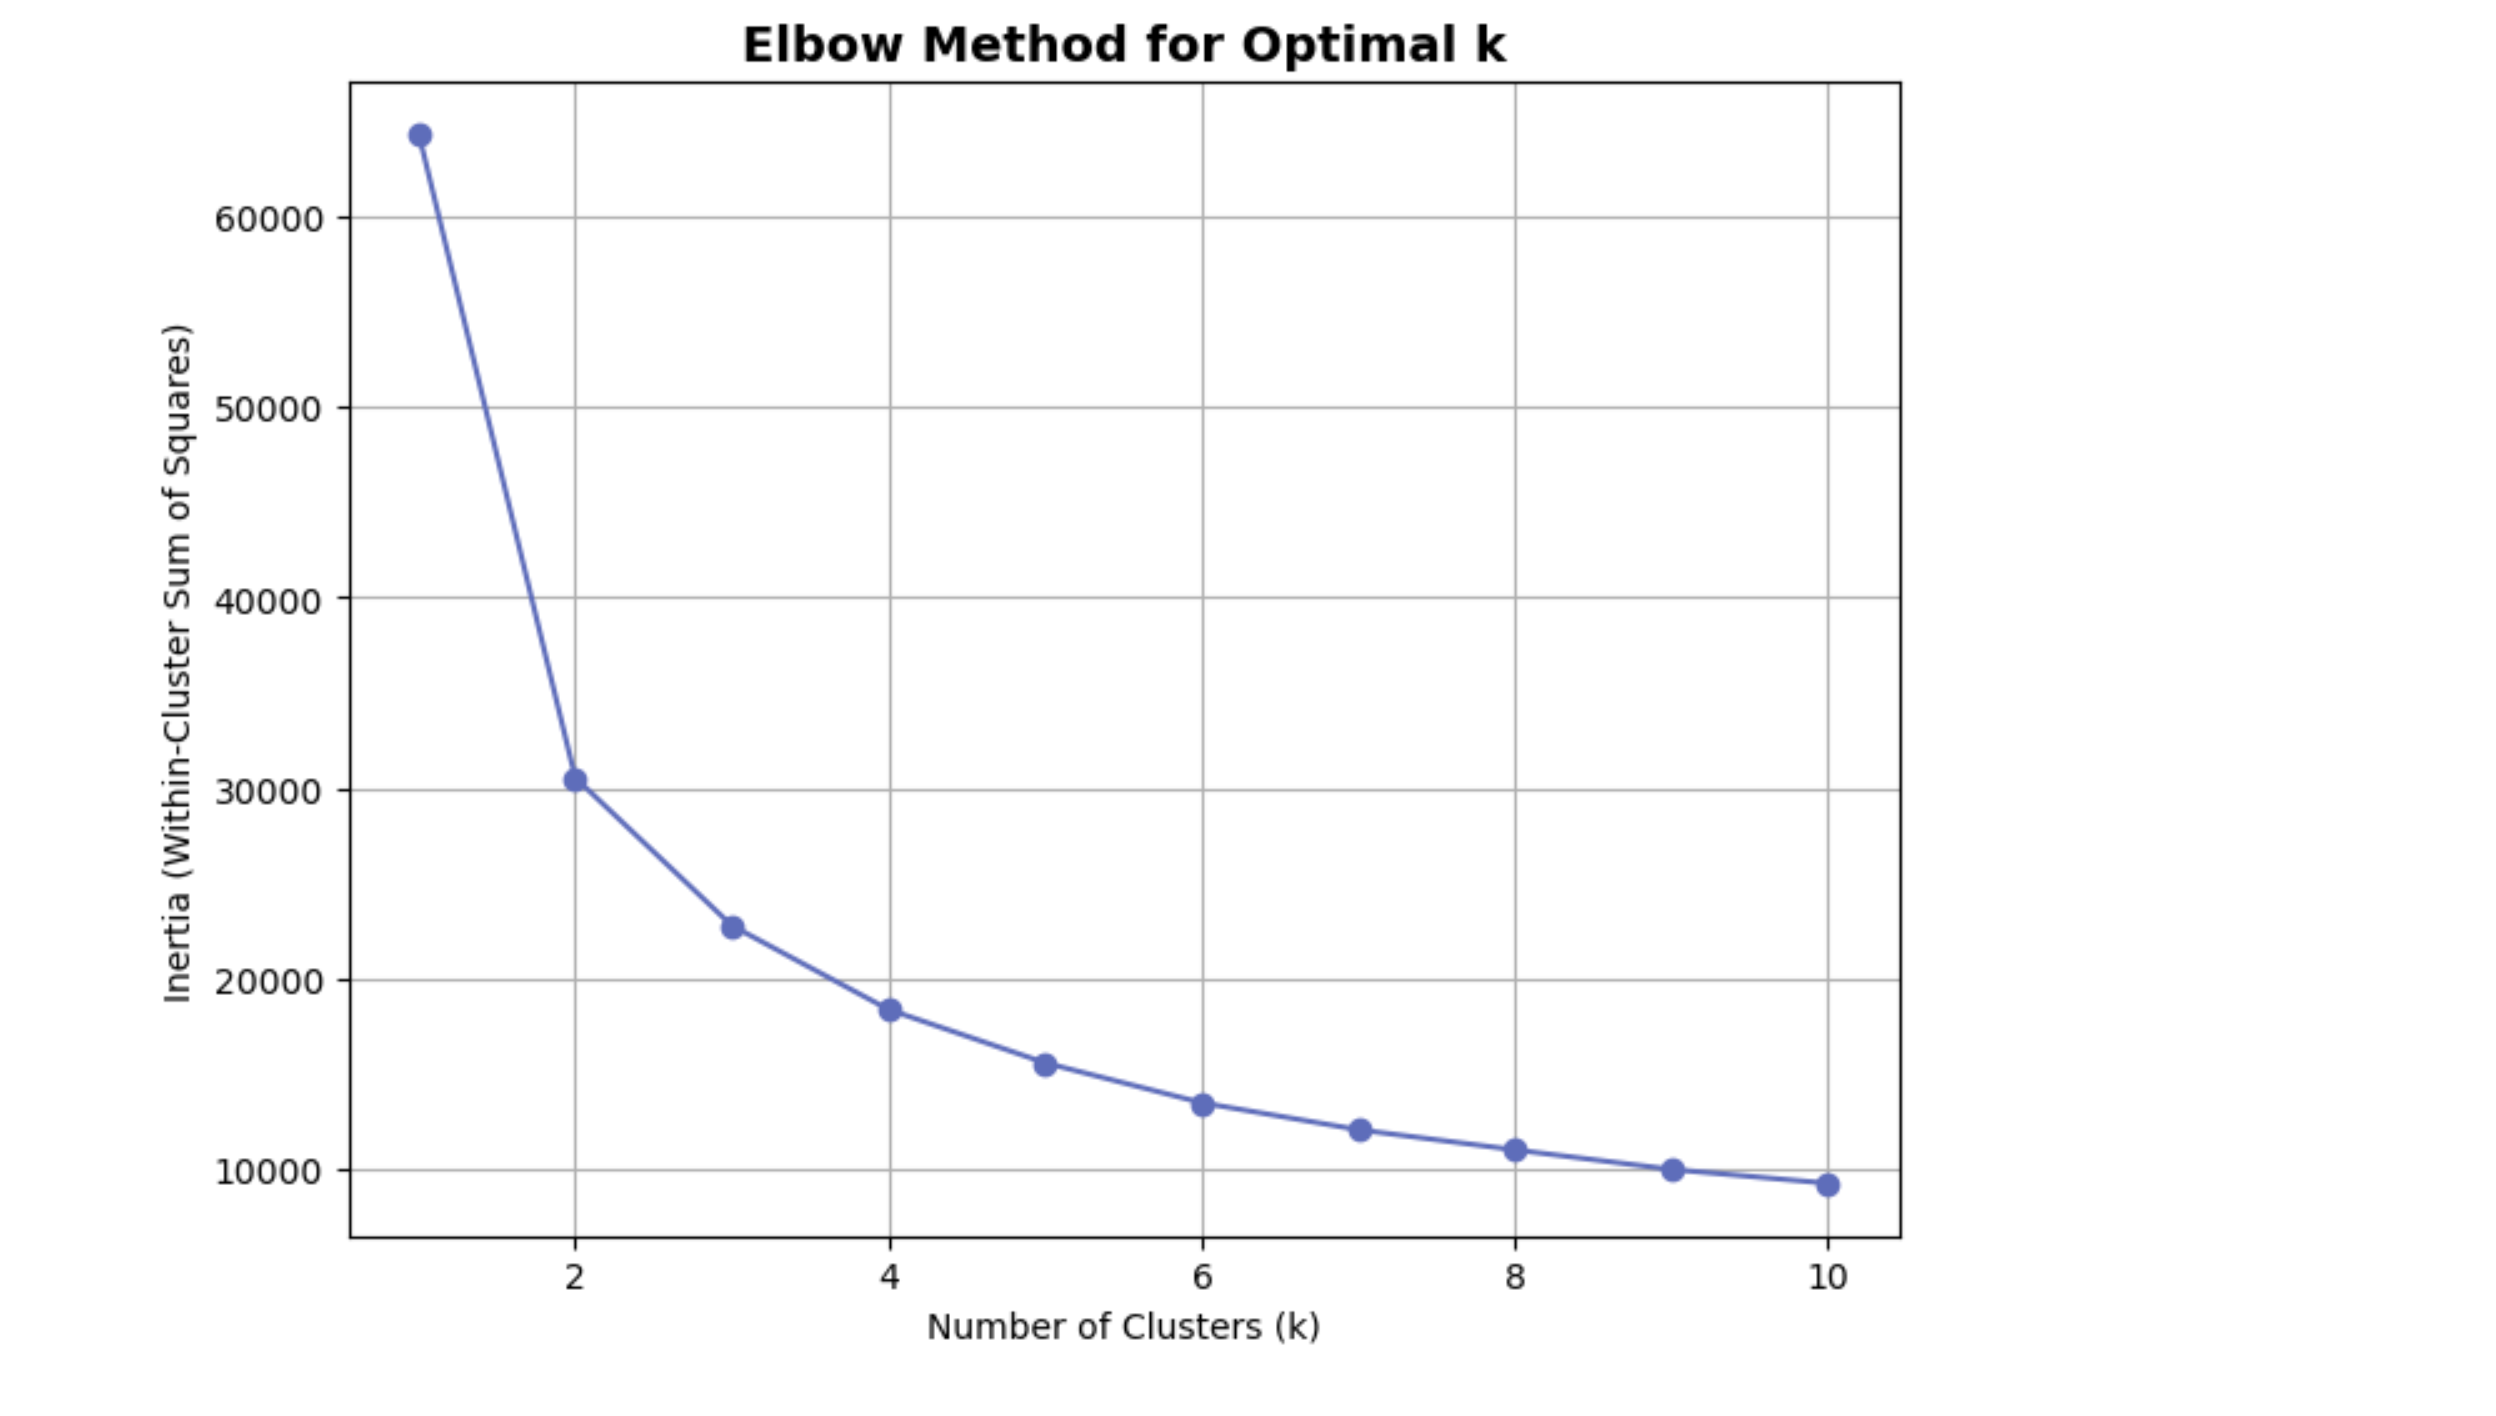 Elbow Method for Optimal k
Inertia (Within-Cluster Sum of Squares)
60000
50000
40000
30000
20000
10000
2 4 6 8 10
Number of Clusters (k)